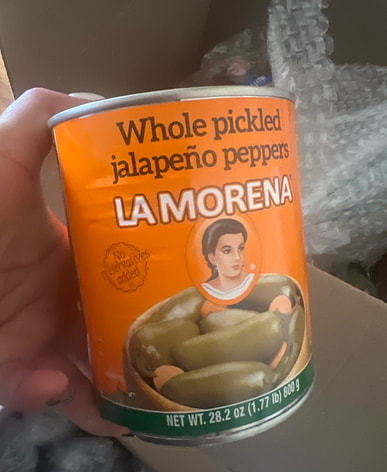 Whole pickled
jalapeño peppers
LA MORENA
No
Preservatives
added
NET WT. 28.2 oz (1.77 lb) 800 g